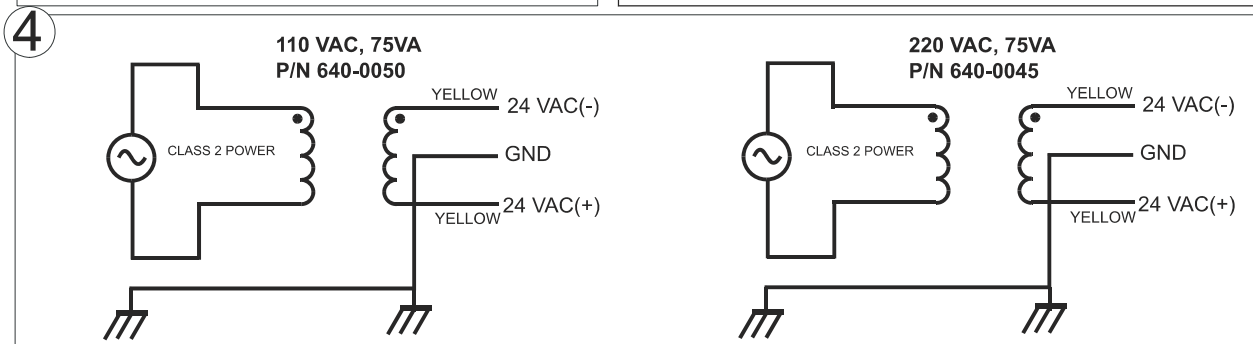 4
110 VAC, 75VA
P/N 640-0050
YELLOW
24 VAC(-)
CLASS 2 POWER
GND
24 VAC(+)
YELLOW
220 VAC, 75VA
P/N 640-0045
YELLOW
24 VAC(-)
CLASS 2 POWER
GND
24 VAC(+)
YELLOW